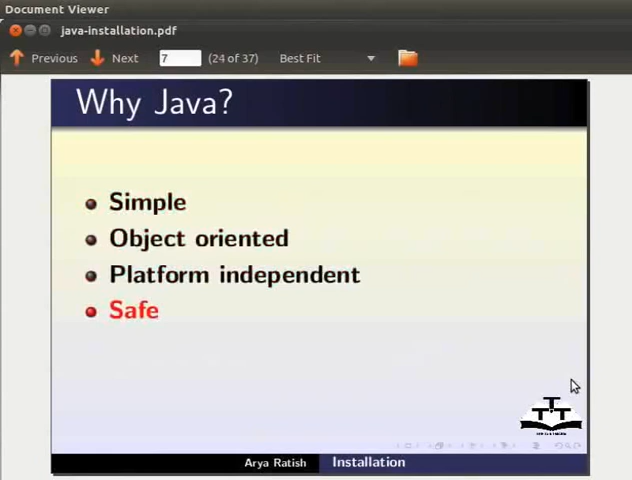 Document Viewer
java-installation.pdf
Previous Next 7 (24 of 37) Best Fit
Why Java?
Simple
Object oriented
Platform independent
Safe
T T T
Arya Ratish Installation